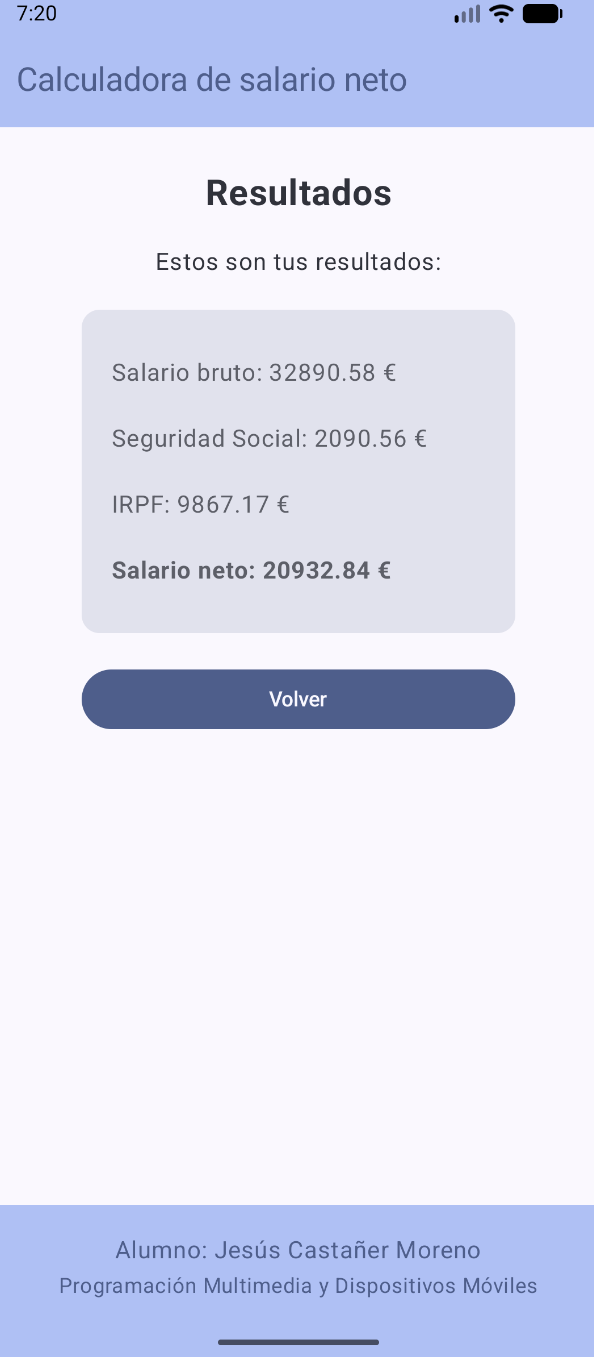 7:20
Calculadora de salario neto
Resultados
Estos son tus resultados:
Salario bruto: 32890.58 €
Seguridad Social: 2090.56 €
IRPF: 9867.17 €
Salario neto: 20932.84 €
Volver
Alumno: Jesús Castañer Moreno
Programación Multimedia y Dispositivos Móviles